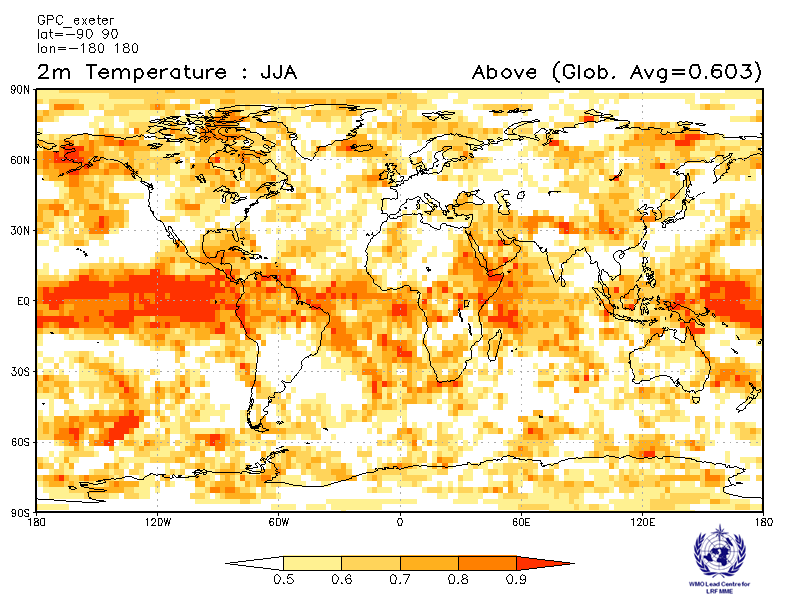 GPC_exeter
lat=-90 90
lon=-180 180
2m Temperature : JJA Above (Glob. Avg=0.603)
90N
60N
30N
EQ
30S
60S
90S
180 120W 60W 0 60E 120E 180
0.5 0.6 0.7 0.8 0.9
WMO Lead Centre for
LRF MME